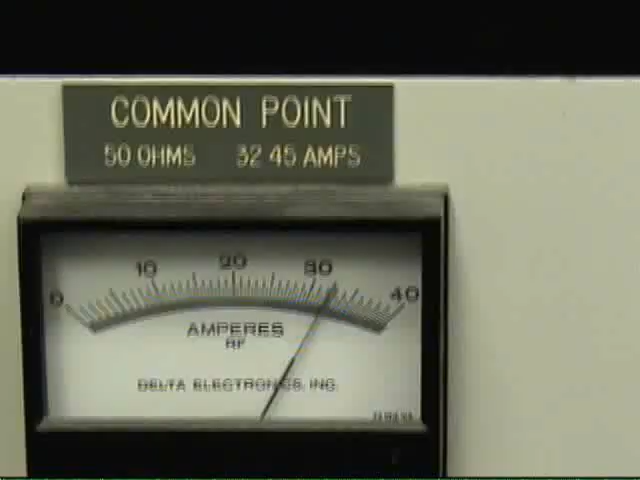 COMMON POINT
50 OHMS 32 45 AMPS
0 10 20 30 40
AMPERES
RF
DELTA ELECTRONICS, INC.